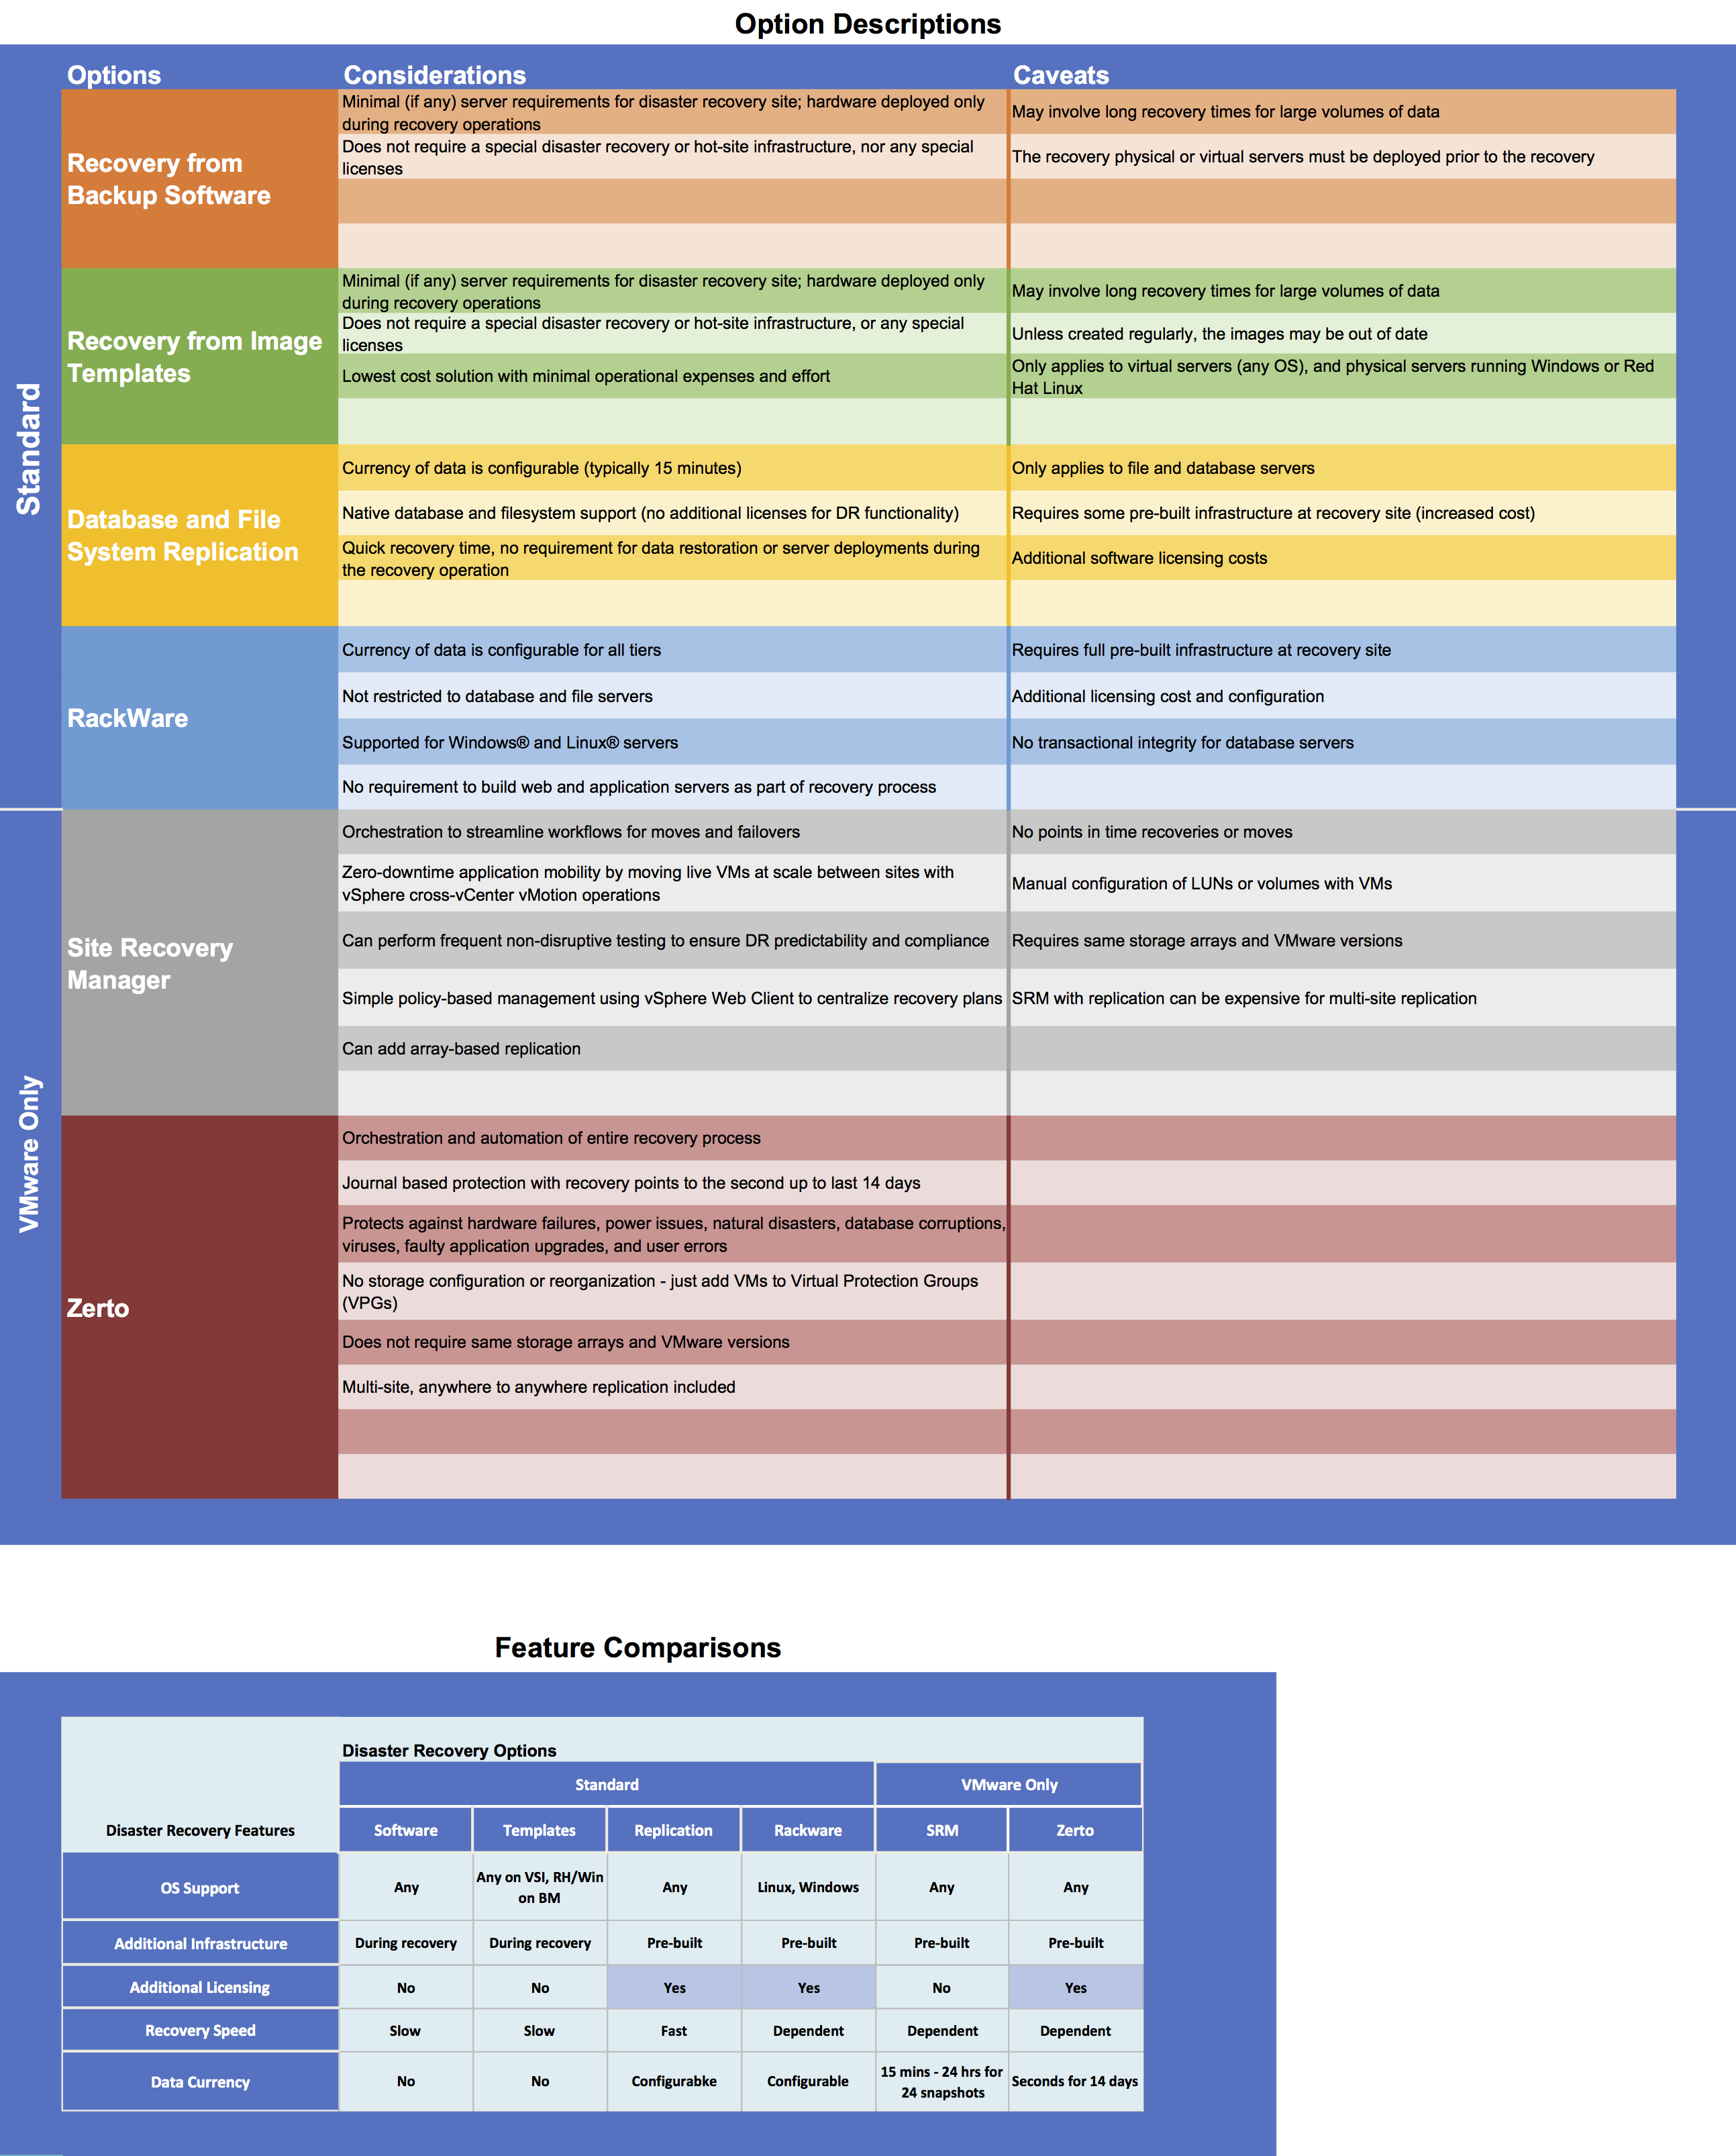 Option Descriptions
Options
Considerations
Caveats
Standard
Recovery from
Backup Software
Minimal (if any) server requirements for disaster recovery site; hardware deployed only
during recovery operations
May involve long recovery times for large volumes of data
Does not require a special disaster recovery or hot-site infrastructure, nor any special
licenses
The recovery physical or virtual servers must be deployed prior to the recovery
Recovery from Image
Templates
Minimal (if any) server requirements for disaster recovery site; hardware deployed only
during recovery operations
May involve long recovery times for large volumes of data
Does not require a special disaster recovery or hot-site infrastructure, or any special
licenses
Unless created regularly, the images may be out of date
Lowest cost solution with minimal operational expenses and effort
Only applies to virtual servers (any OS), and physical servers running Windows or Red
Hat Linux
Database and File
System Replication
Currency of data is configurable (typically 15 minutes)
Only applies to file and database servers
Native database and filesystem support (no additional licenses for DR functionality)
Requires some pre-built infrastructure at recovery site (increased cost)
Quick recovery time, no requirement for data restoration or server deployments during
the recovery operation
Additional software licensing costs
RackWare
Currency of data is configurable for all tiers
Requires full pre-built infrastructure at recovery site
Not restricted to database and file servers
Additional licensing cost and configuration
Supported for Windows® and Linux® servers
No transactional integrity for database servers
No requirement to build web and application servers as part of recovery process
VMware Only
Site Recovery
Manager
Orchestration to streamline workflows for moves and failovers
No points in time recoveries or moves
Zero-downtime application mobility by moving live VMs at scale between sites with
vSphere cross-vCenter vMotion operations
Manual configuration of LUNs or volumes with VMs
Can perform frequent non-disruptive testing to ensure DR predictability and compliance
Requires same storage arrays and VMware versions
Simple policy-based management using vSphere Web Client to centralize recovery plans
SRM with replication can be expensive for multi-site replication
Can add array-based replication
Zerto
Orchestration and automation of entire recovery process
Journal based protection with recovery points to the second up to last 14 days
Protects against hardware failures, power issues, natural disasters, database corruptions,
viruses, faulty application upgrades, and user errors
No storage configuration or reorganization - just add VMs to Virtual Protection Groups
(VPGs)
Does not require same storage arrays and VMware versions
Multi-site, anywhere to anywhere replication included
Feature Comparisons
Disaster Recovery Options
Standard
VMware Only
Disaster Recovery Features
Software
Templates
Replication
Rackware
SRM
Zerto
OS Support
Any
Any on VSI, RH/Win
on BM
Any
Linux, Windows
Any
Any
Additional Infrastructure
During recovery
During recovery
Pre-built
Pre-built
Pre-built
Pre-built
Additional Licensing
No
No
Yes
Yes
No
Yes
Recovery Speed
Slow
Slow
Fast
Dependent
Dependent
Dependent
Data Currency
No
No
Configurabke
Configurable
15 mins - 24 hrs for
24 snapshots
Seconds for 14 days